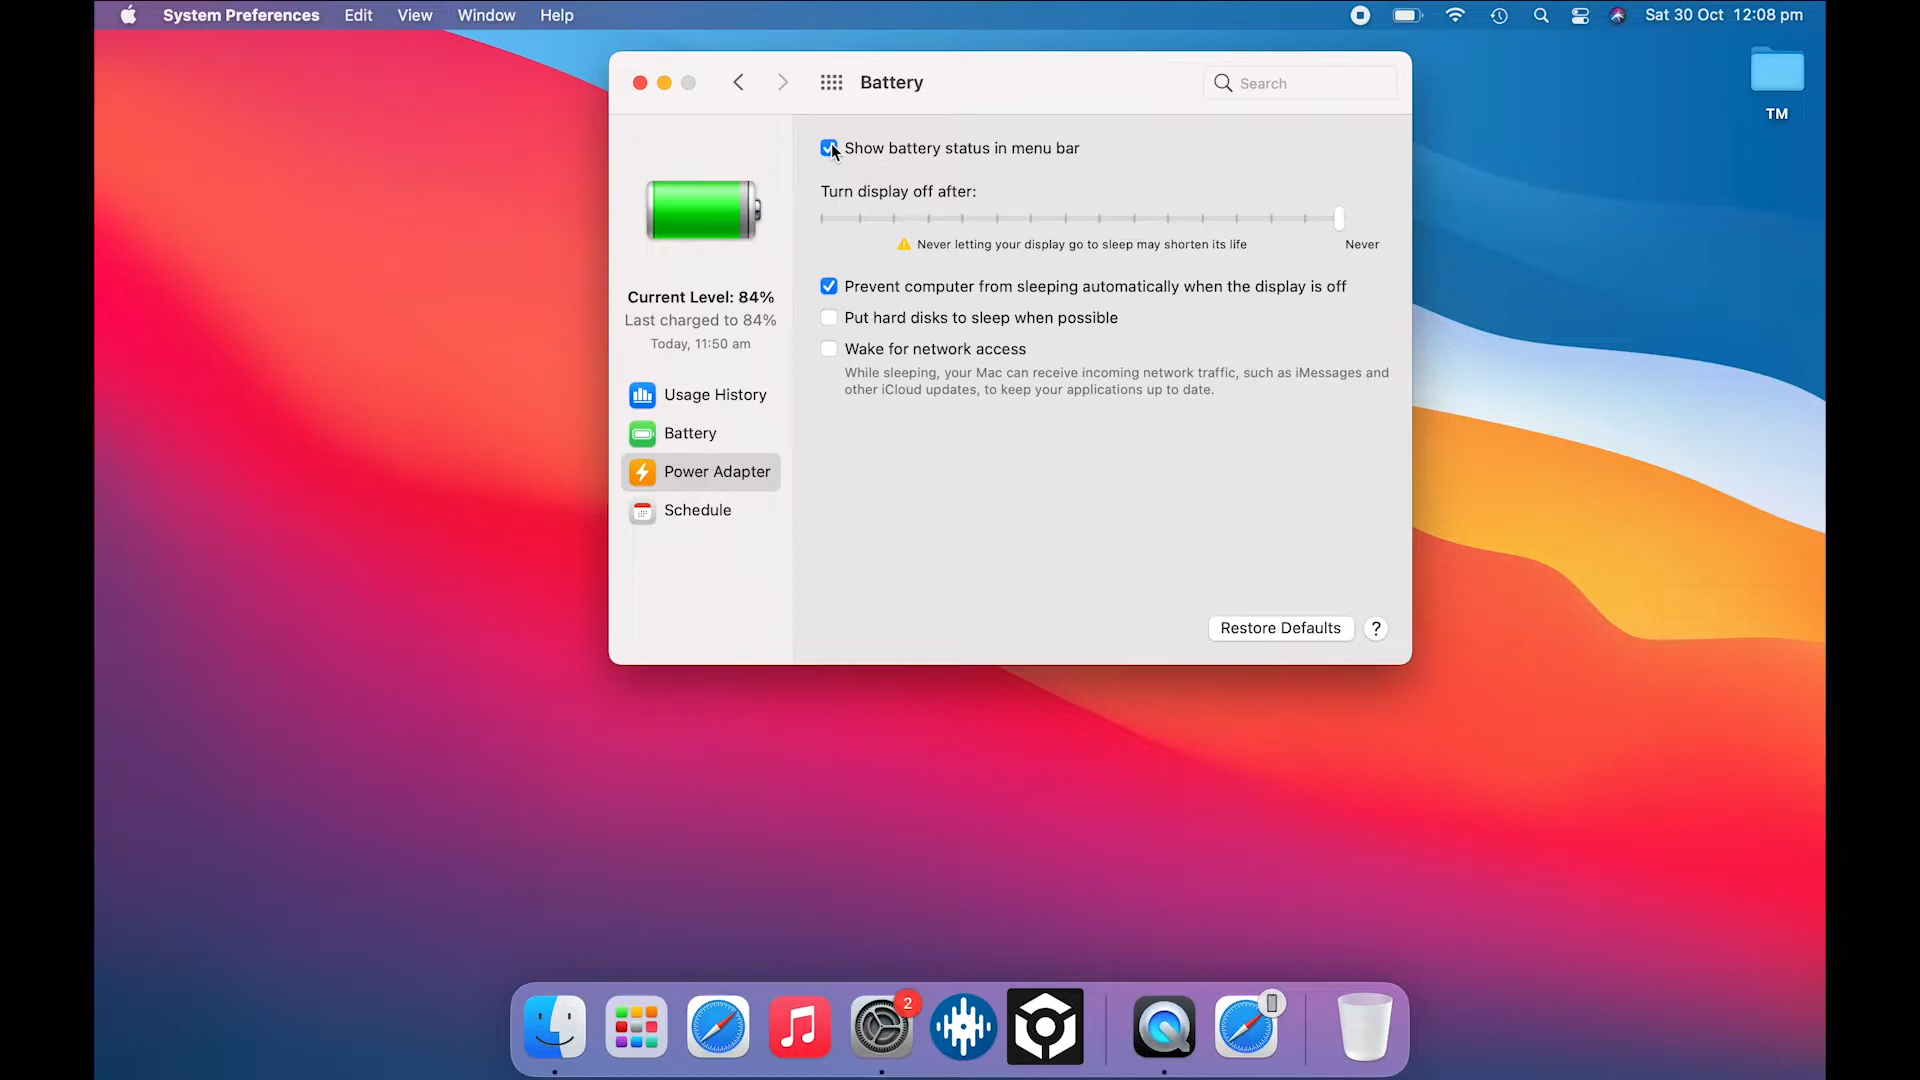 System Preferences Edit View Window Help Sat 30 Oct 12:08 pm
TM
Battery
Search
Show battery status in menu bar
Turn display off after:
Never letting your display go to sleep may shorten its life Never
Prevent computer from sleeping automatically when the display is off
Put hard disks to sleep when possible
Wake for network access
While sleeping, your Mac can receive incoming network traffic, such as iMessages and
other iCloud updates, to keep your applications up to date.
Current Level: 84%
Last charged to 84%
Today, 11:50 am
Usage History
Battery
Power Adapter
Schedule
Restore Defaults ?
2